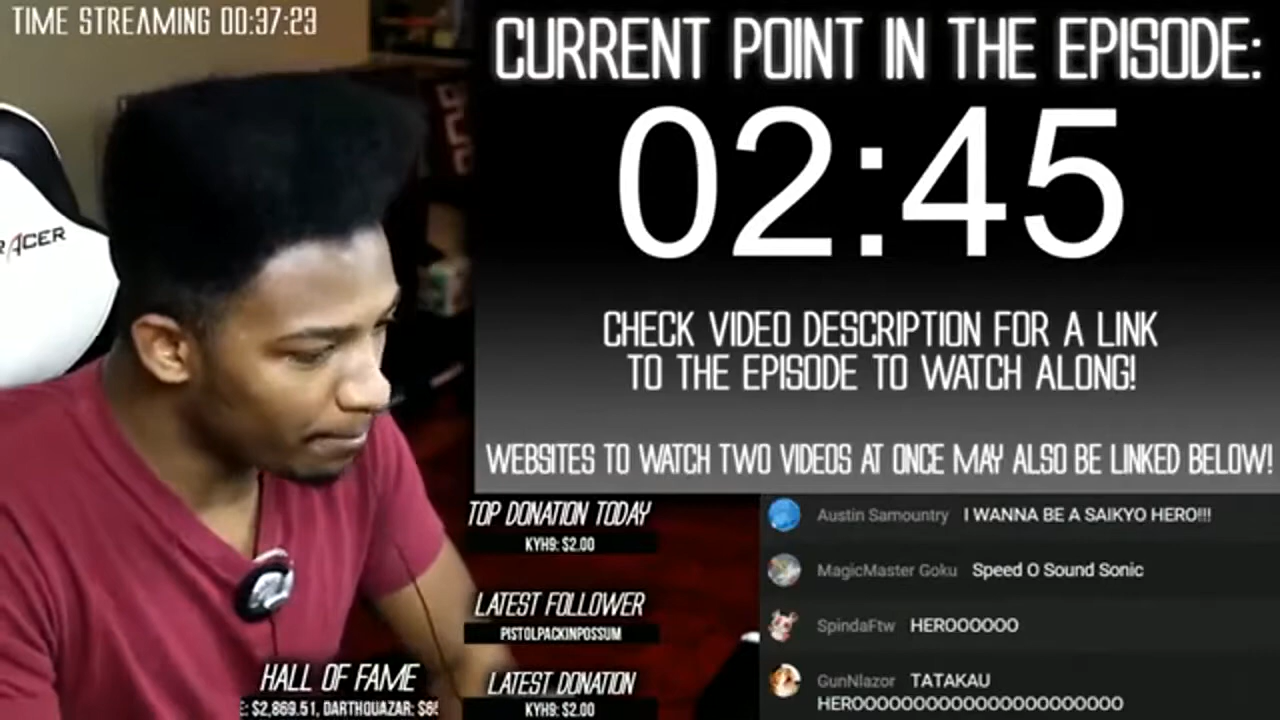 TIME STREAMING 00:37:23
CURRENT POINT IN THE EPISODE:
02:45
CHECK VIDEO DESCRIPTION FOR A LINK
TO THE EPISODE TO WATCH ALONG!
WEBSITES TO WATCH TWO VIDEOS AT ONCE MAY ALSO BE LINKED BELOW!
RACER
TOP DONATION TODAY
KYH9: $2.00
LATEST FOLLOWER
PISTOLPACKINPOSSUM
LATEST DONATION
KYH9: $2.00
HALL OF FAME
E: $2,869.51, DARTHQUAZAR: $6
Austin Samountry I WANNA BE A SAIKYO HERO!!!
MagicMaster Goku Speed O Sound Sonic
SpindaFtw HEROOOOOO
GunNlazor TATAKAU
HEROOOOOOOOOOOOOOOOOOOOOO